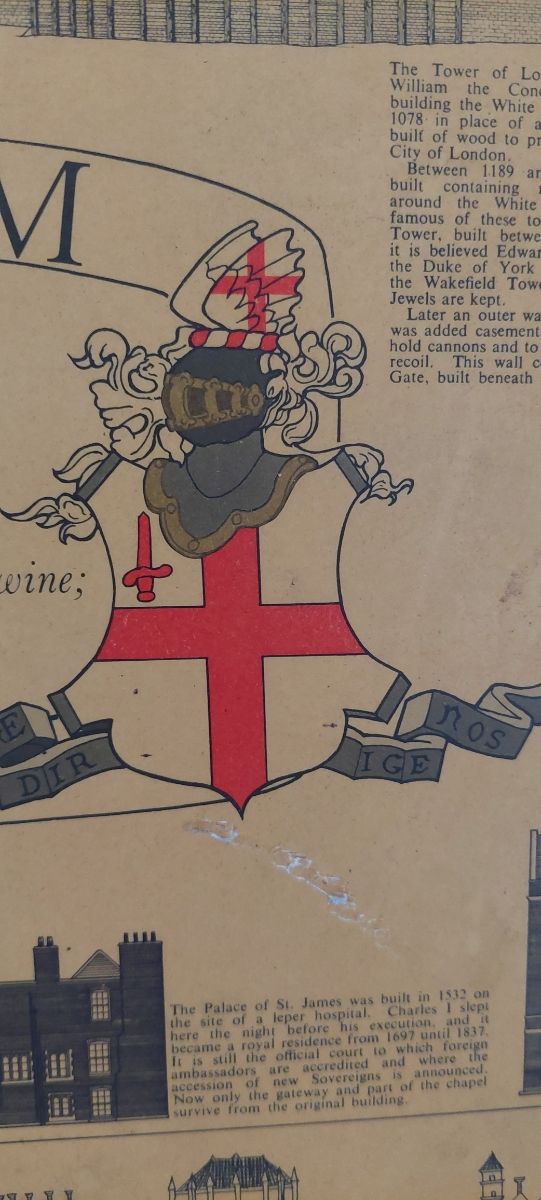 The Tower of Lo
William the Con
building the White
1078 in place of a
built of wood to pr
City of London.
Between 1189 an
built containing
around the White
famous of these to
Tower, built betwe
it is believed Edwar
the Duke of York
the Wakefield Towe
Jewels are kept.
Later an outer wa
was added casement
hold cannons and to
recoil. This wall c
Gate, built beneath
M
wine;
E
DIR
IGE
NOS
The Palace of St. James was built in 1532 on
the site of a leper hospital. Charles I slept
here the night before his execution, and it
became a royal residence from 1697 until 1837.
It is still the official court to which foreign
ambassadors are accredited and where the
accession of new Sovereigns is announced.
Now only the gateway and part of the chapel
survive from the original building.